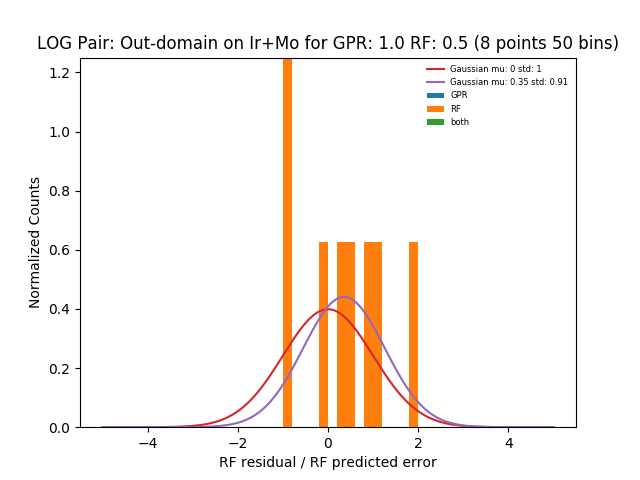 LOG Pair: Out-domain on Ir+Mo for GPR: 1.0 RF: 0.5 (8 points 50 bins)
Gaussian mu: 0 std: 1
Gaussian mu: 0.35 std: 0.91
GPR
RF
both
Normalized Counts
1.2
1.0
0.8
0.6
0.4
0.2
0.0
−4 −2 0 2 4
RF residual / RF predicted error